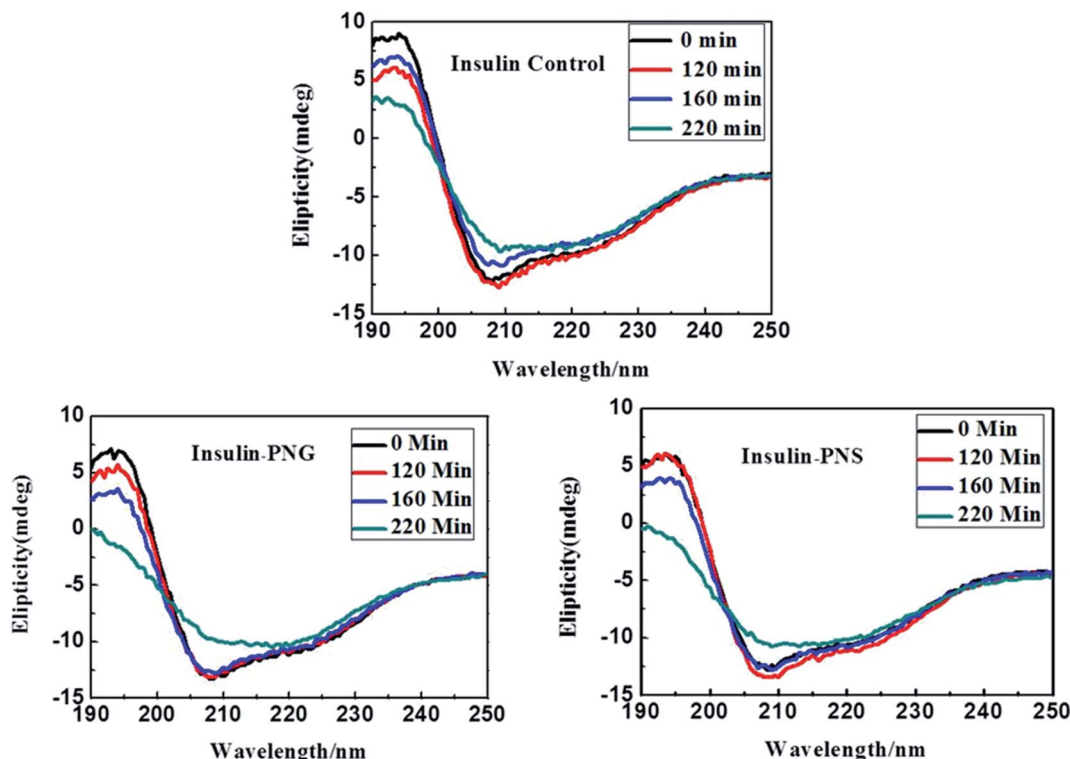 Insulin Control
0 min
120 min
160 min
220 min
Elipticity(mdeg)
10
5
0
-5
-10
-15
190 200 210 220 230 240 250
Wavelength/nm
Insulin-PNG
0 Min
120 Min
160 Min
220 Min
Elipticity(mdeg)
10
5
0
-5
-10
-15
190 200 210 220 230 240 250
Wavelength/nm
Insulin-PNS
0 Min
120 Min
160 Min
220 Min
Elipticity(mdeg)
10
5
0
-5
-10
-15
190 200 210 220 230 240 250
Wavelength/nm